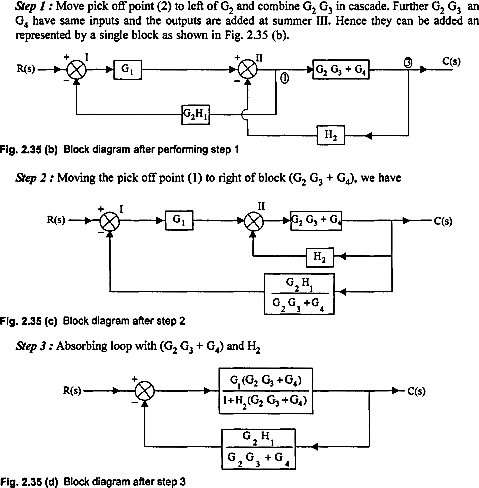 Step 1 : Move pick off point (2) to left of G2 and combine G2 G3 in cascade. Further G2 G3 an
G4 have same inputs and the outputs are added at summer III. Hence they can be added an
represented by a single block as shown in Fig. 2.35 (b).
+ I + II
R(s) G1 ① G2 G3 + G4 ③ C(s)
− −
G2H1
H2
Fig. 2.35 (b) Block diagram after performing step 1
Step 2 : Moving the pick off point (1) to right of block (G2 G3 + G4), we have
+ I II
R(s) G1 G2 G3 + G4 C(s)
−
H2
G2 H1
G2 G3 +G4
Fig. 2.35 (c) Block diagram after step 2
Step 3 : Absorbing loop with (G2 G3 + G4) and H2
G1(G2 G3 +G4)
R(s) + C(s)
1+H2(G2 G3 +G4)
−
G2 H1
G2 G3 + G4
Fig. 2.35 (d) Block diagram after step 3